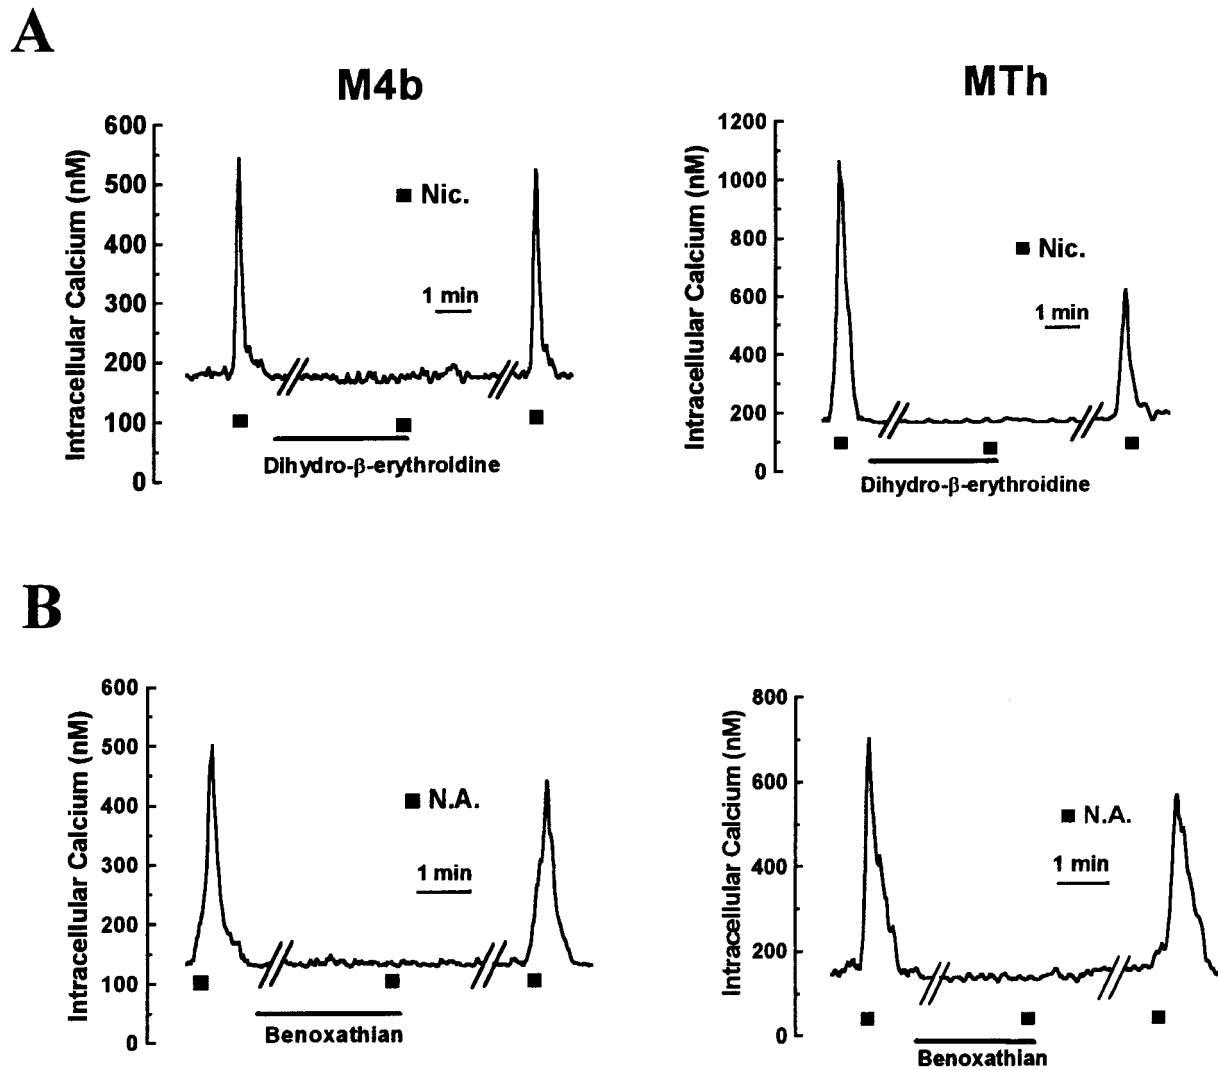 A
M4b
600
500
400
300
200
100
0
Intracellular Calcium (nM)
Nic.
1 min
Dihydro-β-erythroidine
MTh
1200
1000
800
600
400
200
0
Intracellular Calcium (nM)
Nic.
1 min
Dihydro-β-erythroidine
B
600
500
400
300
200
100
0
Intracellular Calcium (nM)
N.A.
1 min
Benoxathian
800
600
400
200
0
Intracellular Calcium (nM)
N.A.
1 min
Benoxathian